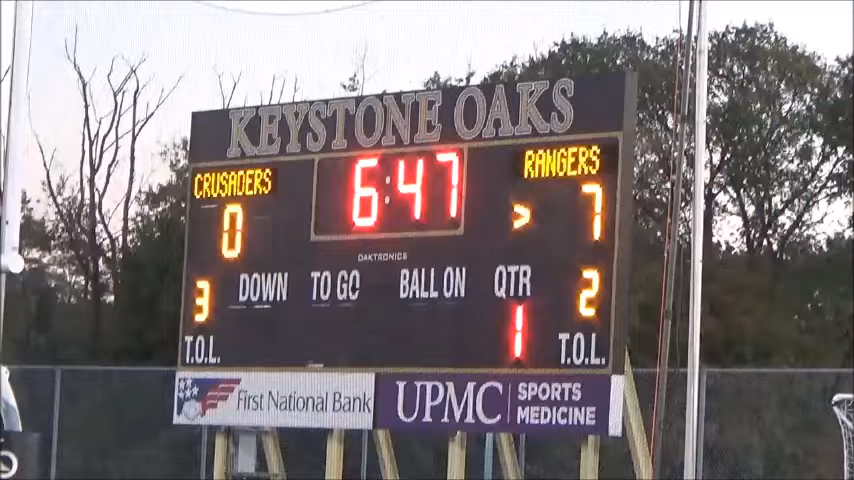 KEYSTONE OAKS
CRUSADERS 6:47 RANGERS
0 > 7
DAKTRONICS
3 DOWN TO GO BALL ON QTR 2
T.O.L. 1 T.O.L.
First National Bank UPMC SPORTS
MEDICINE